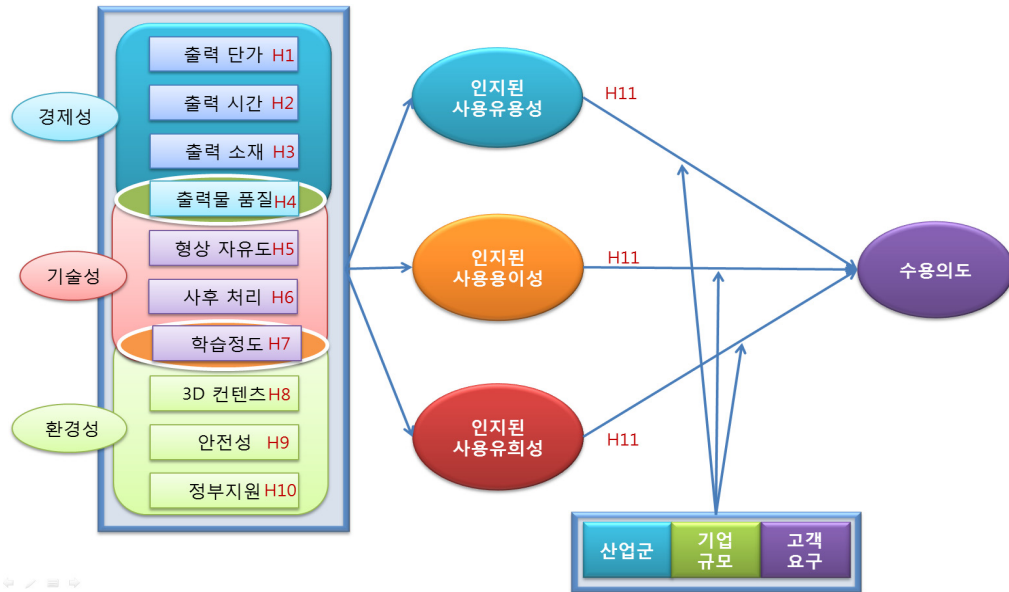 경제성
출력 단가 H1
출력 시간 H2
출력 소재 H3
출력물 품질 H4
기술성
형상 자유도 H5
사후 처리 H6
학습정도 H7
환경성
3D 컨텐츠 H8
안전성 H9
정부지원 H10
인지된
사용유용성
H11
인지된
사용용이성
H11
인지된
사용유희성
H11
수용의도
산업군
기업
규모
고객
요구